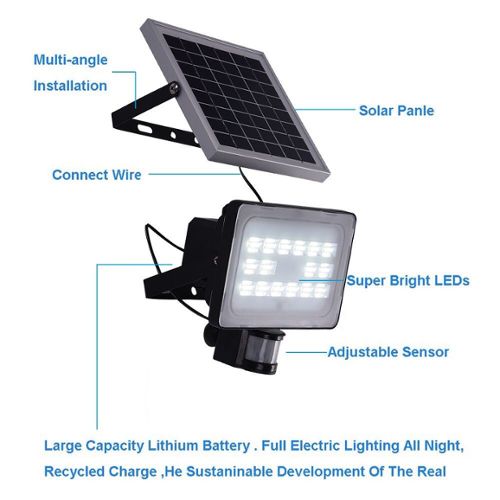 Multi-angle
Installation
Solar Panle
Connect Wire
Super Bright LEDs
Adjustable Sensor
Large Capacity Lithium Battery . Full Electric Lighting All Night,
Recycled Charge ,He Sustaninable Development Of The Real